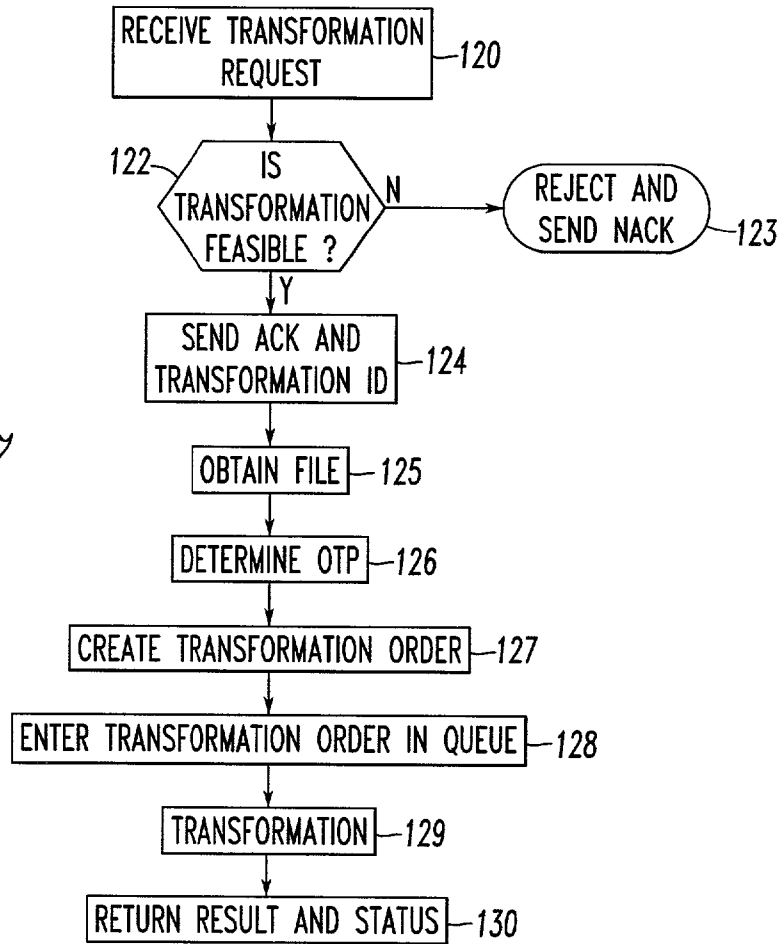 RECEIVE TRANSFORMATION
REQUEST
120
122
IS
TRANSFORMATION
FEASIBLE ?
N
REJECT AND
SEND NACK
123
Y
SEND ACK AND
TRANSFORMATION ID
124
OBTAIN FILE
125
DETERMINE OTP
126
CREATE TRANSFORMATION ORDER
127
ENTER TRANSFORMATION ORDER IN QUEUE
128
TRANSFORMATION
129
RETURN RESULT AND STATUS
130